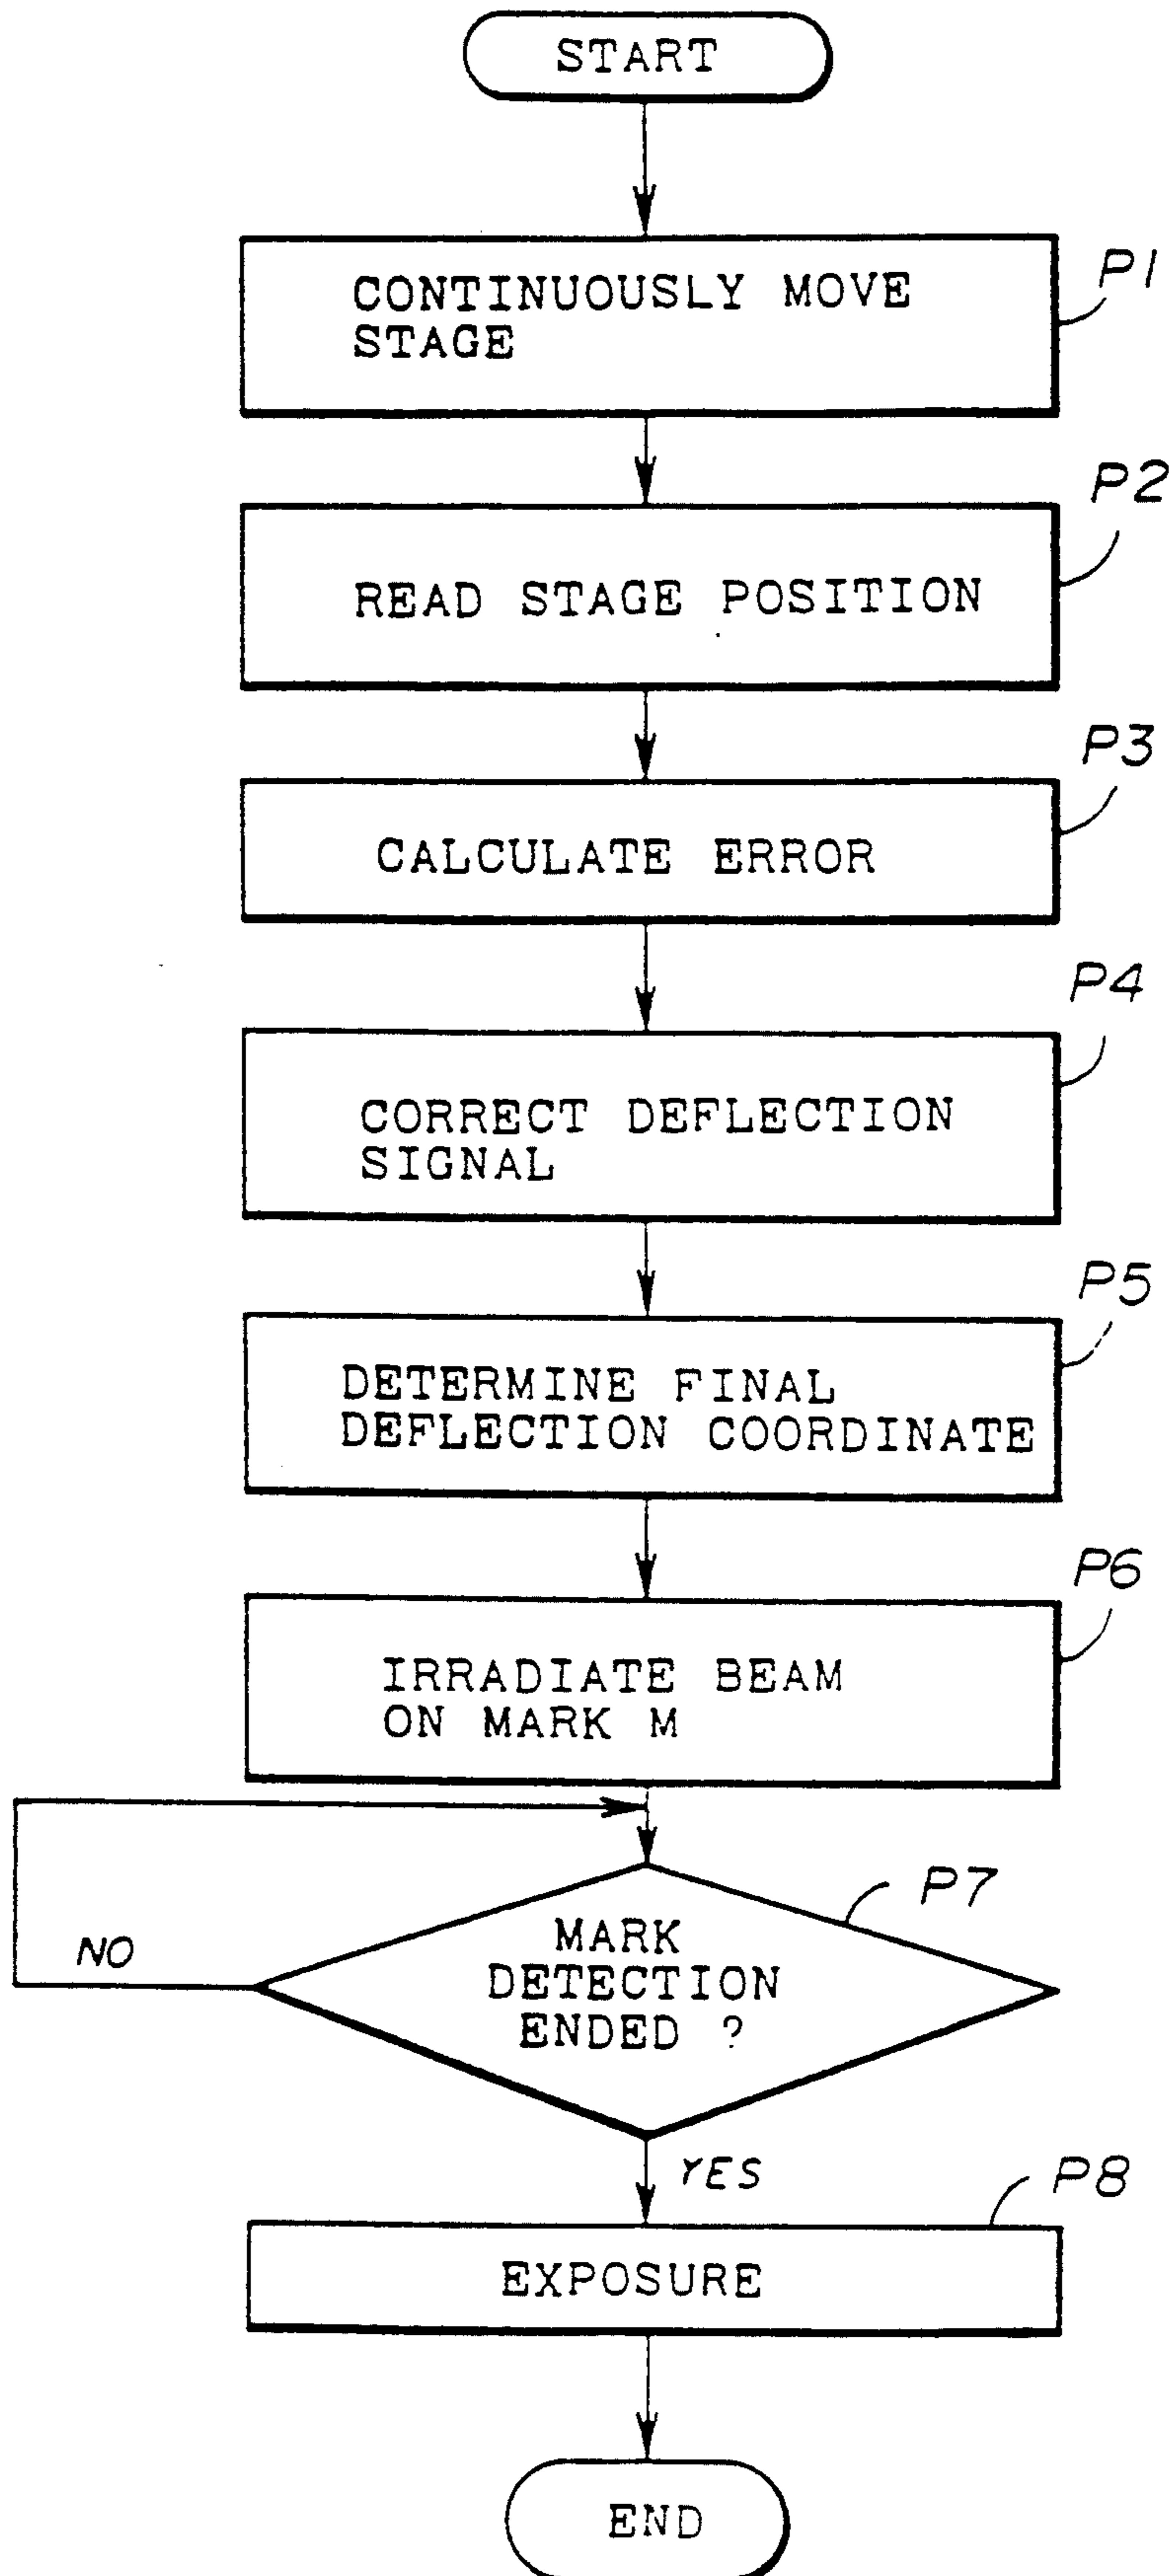 START
P1
CONTINUOUSLY MOVE
STAGE
P2
READ STAGE POSITION
P3
CALCULATE ERROR
P4
CORRECT DEFLECTION
SIGNAL
P5
DETERMINE FINAL
DEFLECTION COORDINATE
P6
IRRADIATE BEAM
ON MARK M
P7
NO
MARK
DETECTION
ENDED ?
YES
P8
EXPOSURE
END